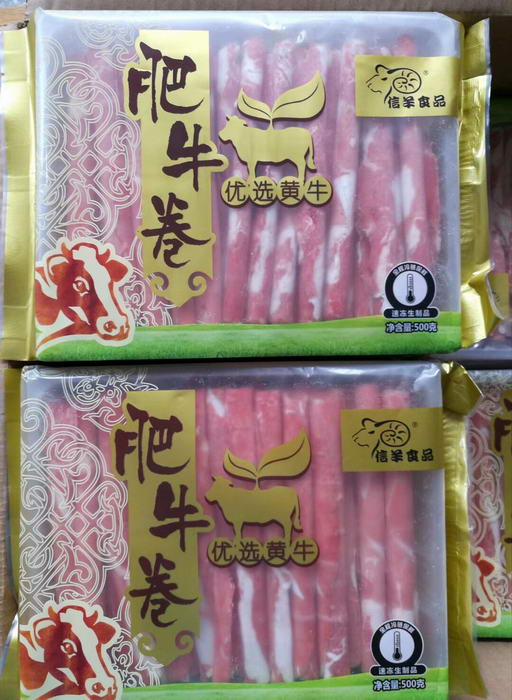 肥牛卷
优选黄牛
信羊食品
®
速冻生制品
净含量:500克
肥牛卷
优选黄牛
信羊食品
速冻生制品
净含量:500克